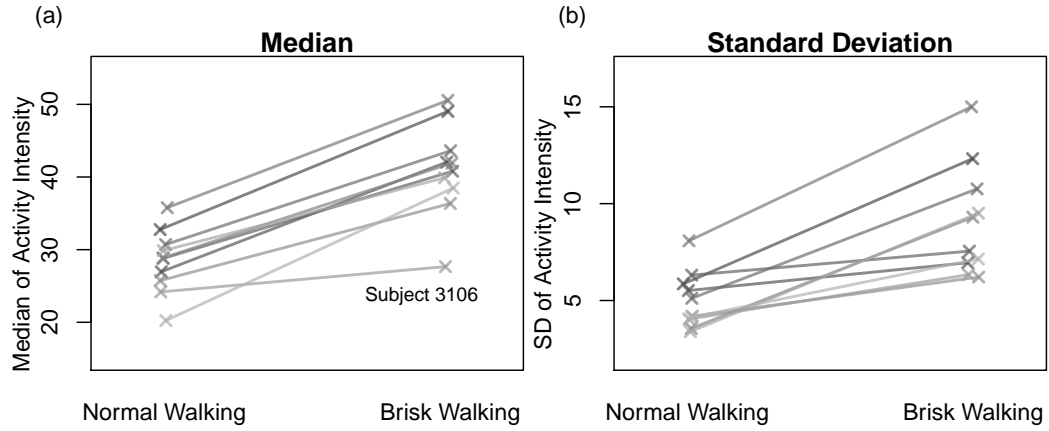 (a)
Median
Median of Activity Intensity
50
40
30
20
Subject 3106
Normal Walking
Brisk Walking
(b)
Standard Deviation
SD of Activity Intensity
15
10
5
Normal Walking
Brisk Walking